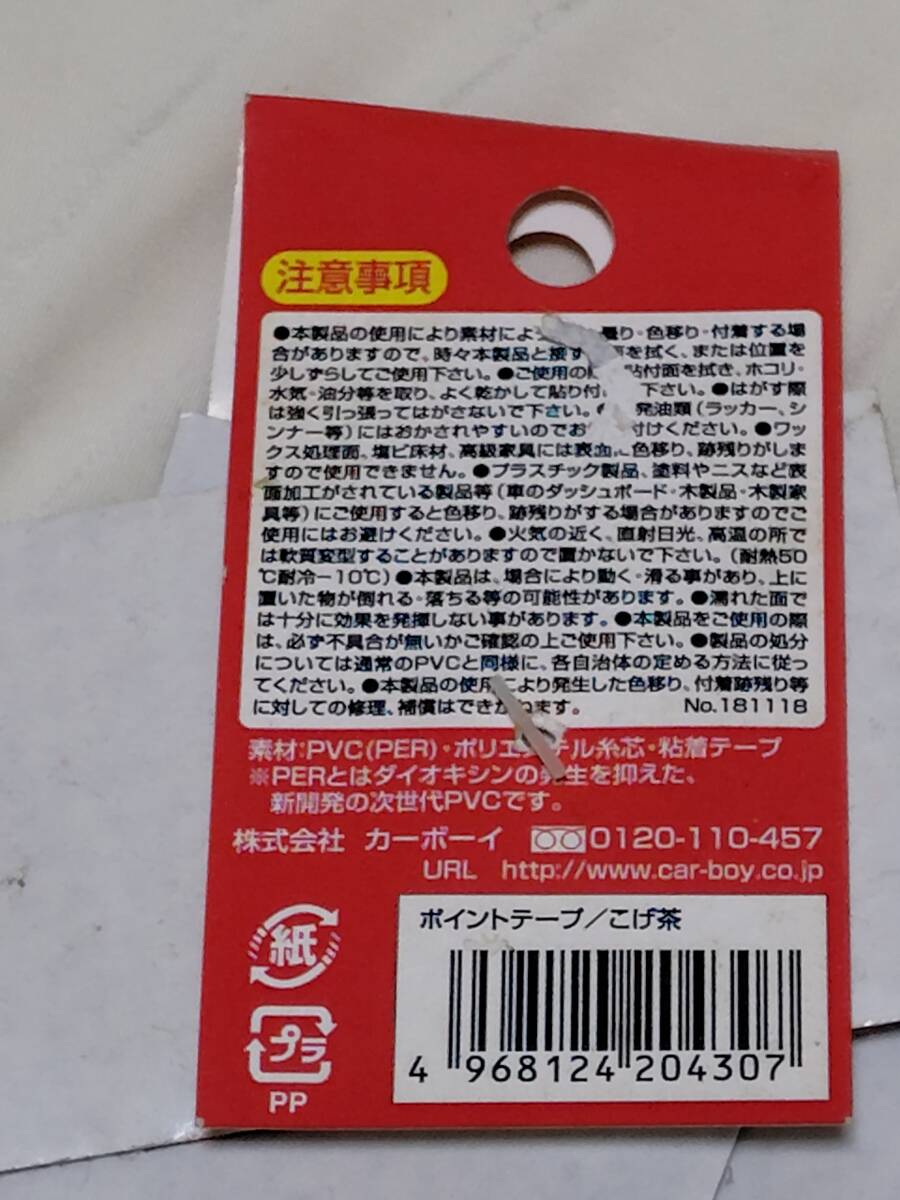 注意事項
●本製品の使用により素材によ 曇り・色移り・付着する場
合がありますので、時々本製品と接す 面を拭く、または位置を
少しずらしてご使用下さい。●ご使用の 貼付面を拭き、ホコリ・
水気・油分等を取り、よく乾かして貼り付 下さい。●はがす際
は強く引っ張ってはがさないで下さい。● 発油類（ラッカー、シ
ンナー等）にはおかされやすいのでお 付けください。●ワッ
クス処理面、塩ビ床材、高級家具には表面に色移り、跡残りがしま
すので使用できません。●プラスチック製品、塗料やニスなど表
面加工がされている製品等（車のダッシュボード・木製品・木製家
具等）にご使用すると色移り、跡残りがする場合がありますのでご
使用にはお避けください。●火気の近く、直射日光、高温の所で
は軟質変型することがありますので置かないで下さい。（耐熱50
℃耐冷−10℃）●本製品は、場合により動く・滑る事があり、上に
置いた物が倒れる・落ちる等の可能性があります。●濡れた面で
は十分に効果を発揮しない事があります。●本製品をご使用の際
は、必ず不具合が無いかご確認の上ご使用下さい。●製品の処分
については通常のPVCと同様に、各自治体の定める方法に従っ
てください。●本製品の使用により発生した色移り、付着跡残り等
に対しての修理、補償はできかねます。 No.181118
素材:PVC(PER)・ポリエステル糸芯・粘着テープ
※PERとはダイオキシンの発生を抑えた、
新開発の次世代PVCです。
株式会社 カーボーイ 0120-110-457
URL http://www.car-boy.co.jp
ポイントテープ/こげ茶
紙
プラ
PP
4 968124 204307